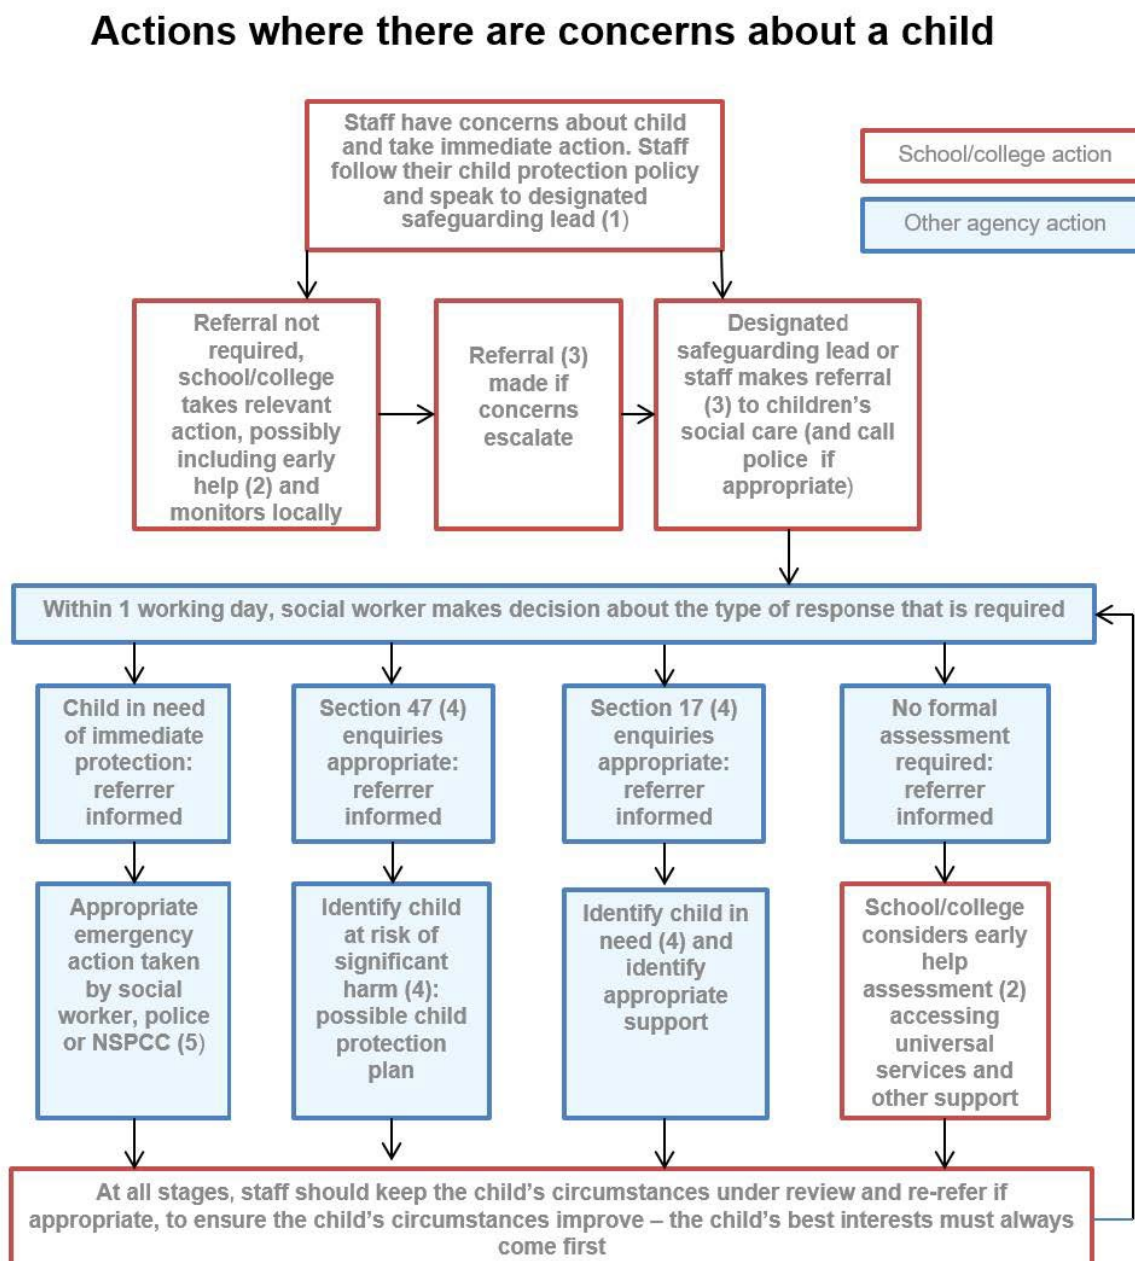 Actions where there are concerns about a child
Staff have concerns about child
and take immediate action. Staff
follow their child protection policy
and speak to designated
safeguarding lead (1)
School/college action
Other agency action
Referral not
required,
school/college
takes relevant
action, possibly
including early
help (2) and
monitors locally
Referral (3)
made if
concerns
escalate
Designated
safeguarding lead or
staff makes referral
(3) to children’s
social care (and call
police if
appropriate)
Within 1 working day, social worker makes decision about the type of response that is required
Child in need
of immediate
protection:
referrer
informed
Section 47 (4)
enquiries
appropriate:
referrer
informed
Section 17 (4)
enquiries
appropriate:
referrer
informed
No formal
assessment
required:
referrer
informed
Appropriate
emergency
action taken
by social
worker, police
or NSPCC (5)
Identify child
at risk of
significant
harm (4):
possible child
protection
plan
Identify child in
need (4) and
identify
appropriate
support
School/college
considers early
help
assessment (2)
accessing
universal
services and
other support
At all stages, staff should keep the child’s circumstances under review and re-refer if
appropriate, to ensure the child’s circumstances improve – the child’s best interests must always
come first